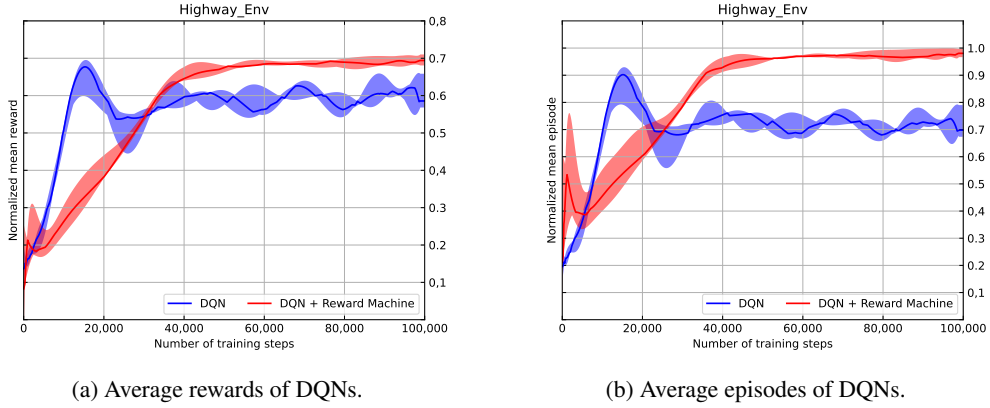 Highway_Env
Normalized mean reward
0,8
0,7
0,6
0,5
0,4
0,3
0,2
0,1
0
20,000
40,000
60,000
80,000
100,000
DQN
DQN + Reward Machine
Number of training steps
(a) Average rewards of DQNs.
Highway_Env
Normalized mean episode
1.0
0.9
0.8
0.7
0.6
0.5
0.4
0.3
0.2
0.1
0
20,000
40,000
60,000
80,000
100,000
DQN
DQN + Reward Machine
Number of training steps
(b) Average episodes of DQNs.